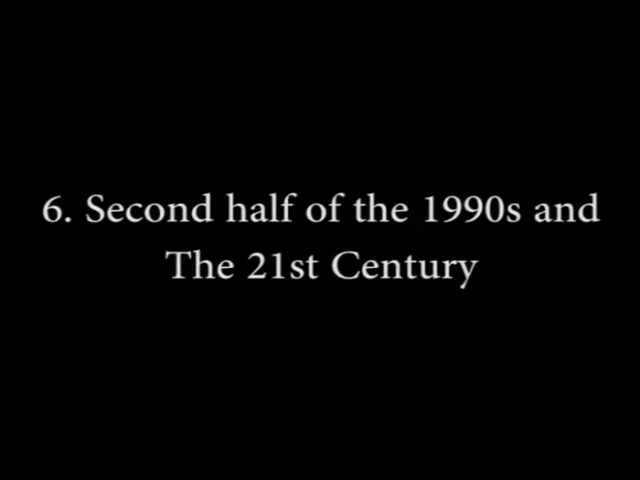 6. Second half of the 1990s and
The 21st Century